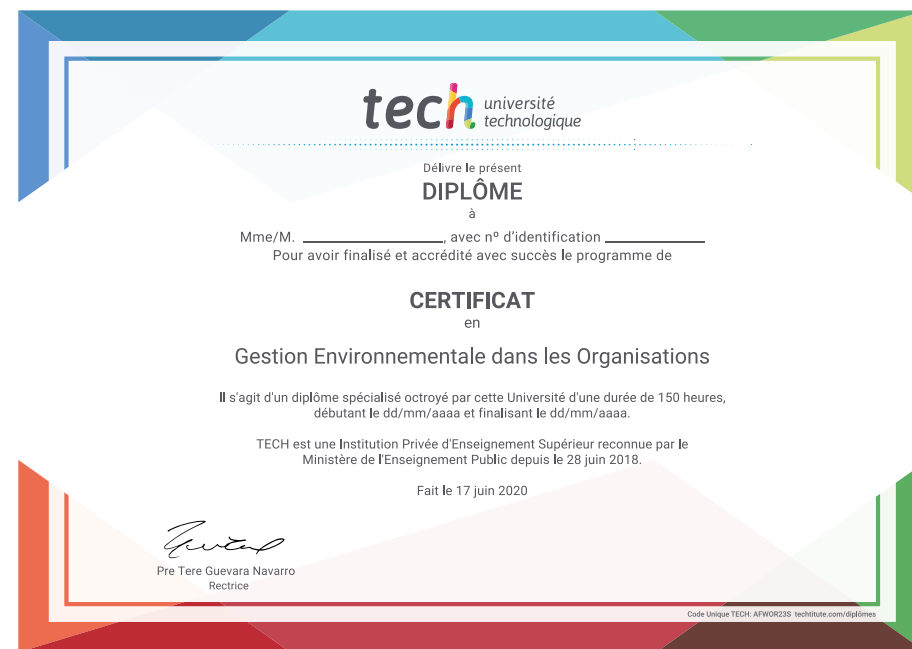 tech université
technologique
Délivre le présent
DIPLÔME
à
Mme/M. ____________________, avec nº d'identification ______________
Pour avoir finalisé et accrédité avec succès le programme de
CERTIFICAT
en
Gestion Environnementale dans les Organisations
Il s'agit d'un diplôme spécialisé octroyé par cette Université d'une durée de 150 heures,
débutant le dd/mm/aaaa et finalisant le dd/mm/aaaa.
TECH est une Institution Privée d'Enseignement Supérieur reconnue par le
Ministère de l'Enseignement Public depuis le 28 juin 2018.
Fait le 17 juin 2020
Pre Tere Guevara Navarro
Rectrice
Code Unique TECH: AFWOR23S techtitute.com/diplômes